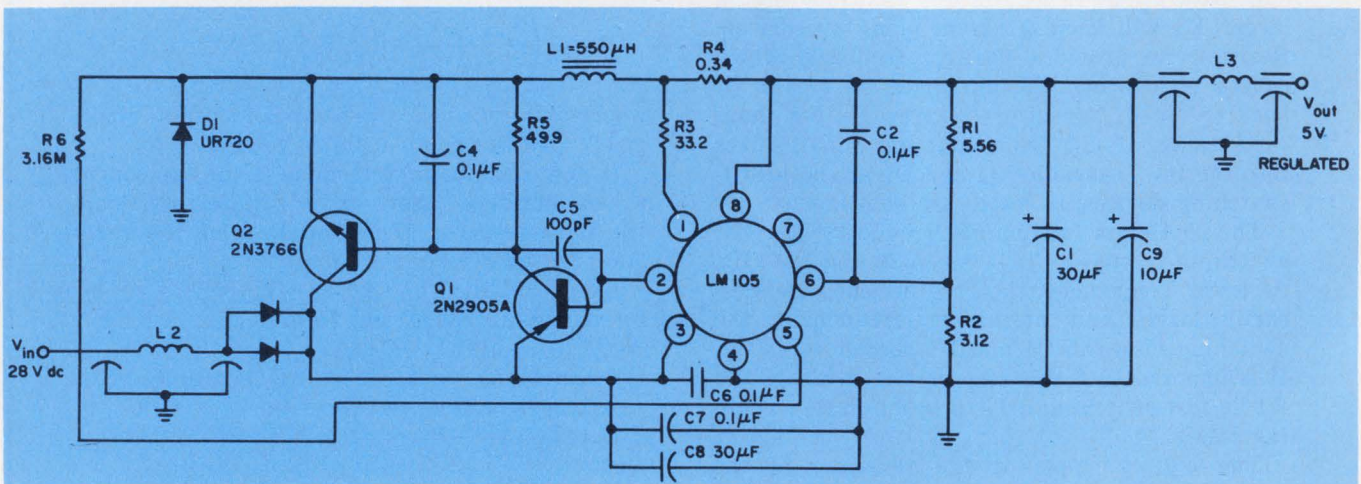 L1=550µH
R4
0.34
L3
R6
3.16M
D1
UR720
C4
0.1µF
R5
49.9
R3
33.2
C2
0.1µF
R1
5.56
Vout
5 V
REGULATED
C5
100pF
8
1
7
Q2
2N3766
2
LM105
6
+
C1
30µF
+
C9
10µF
Q1
2N2905A
3
5
4
R2
3.12
Vin
28 V dc
L2
C6 0.1µF
C7 0.1µF
C8 30µF